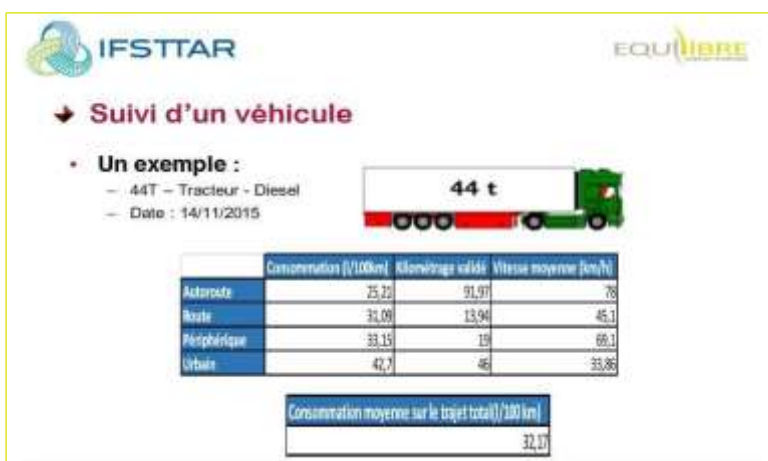 IFSTTAR
EQUILIBRE
Suivi d'un véhicule
• Un exemple :
– 44T – Tracteur - Diesel
– Date : 14/11/2015
44 t
Consommation (l/100km) Kilométrage validé Vitesse moyenne (km/h)
Autoroute 25,21 91,97 78
Route 31,09 13,94 45,1
Périphérique 33,15 19 69,1
Urbain 42,7 46 33,86
Consommation moyenne sur le trajet total(l/100 km)
32,17